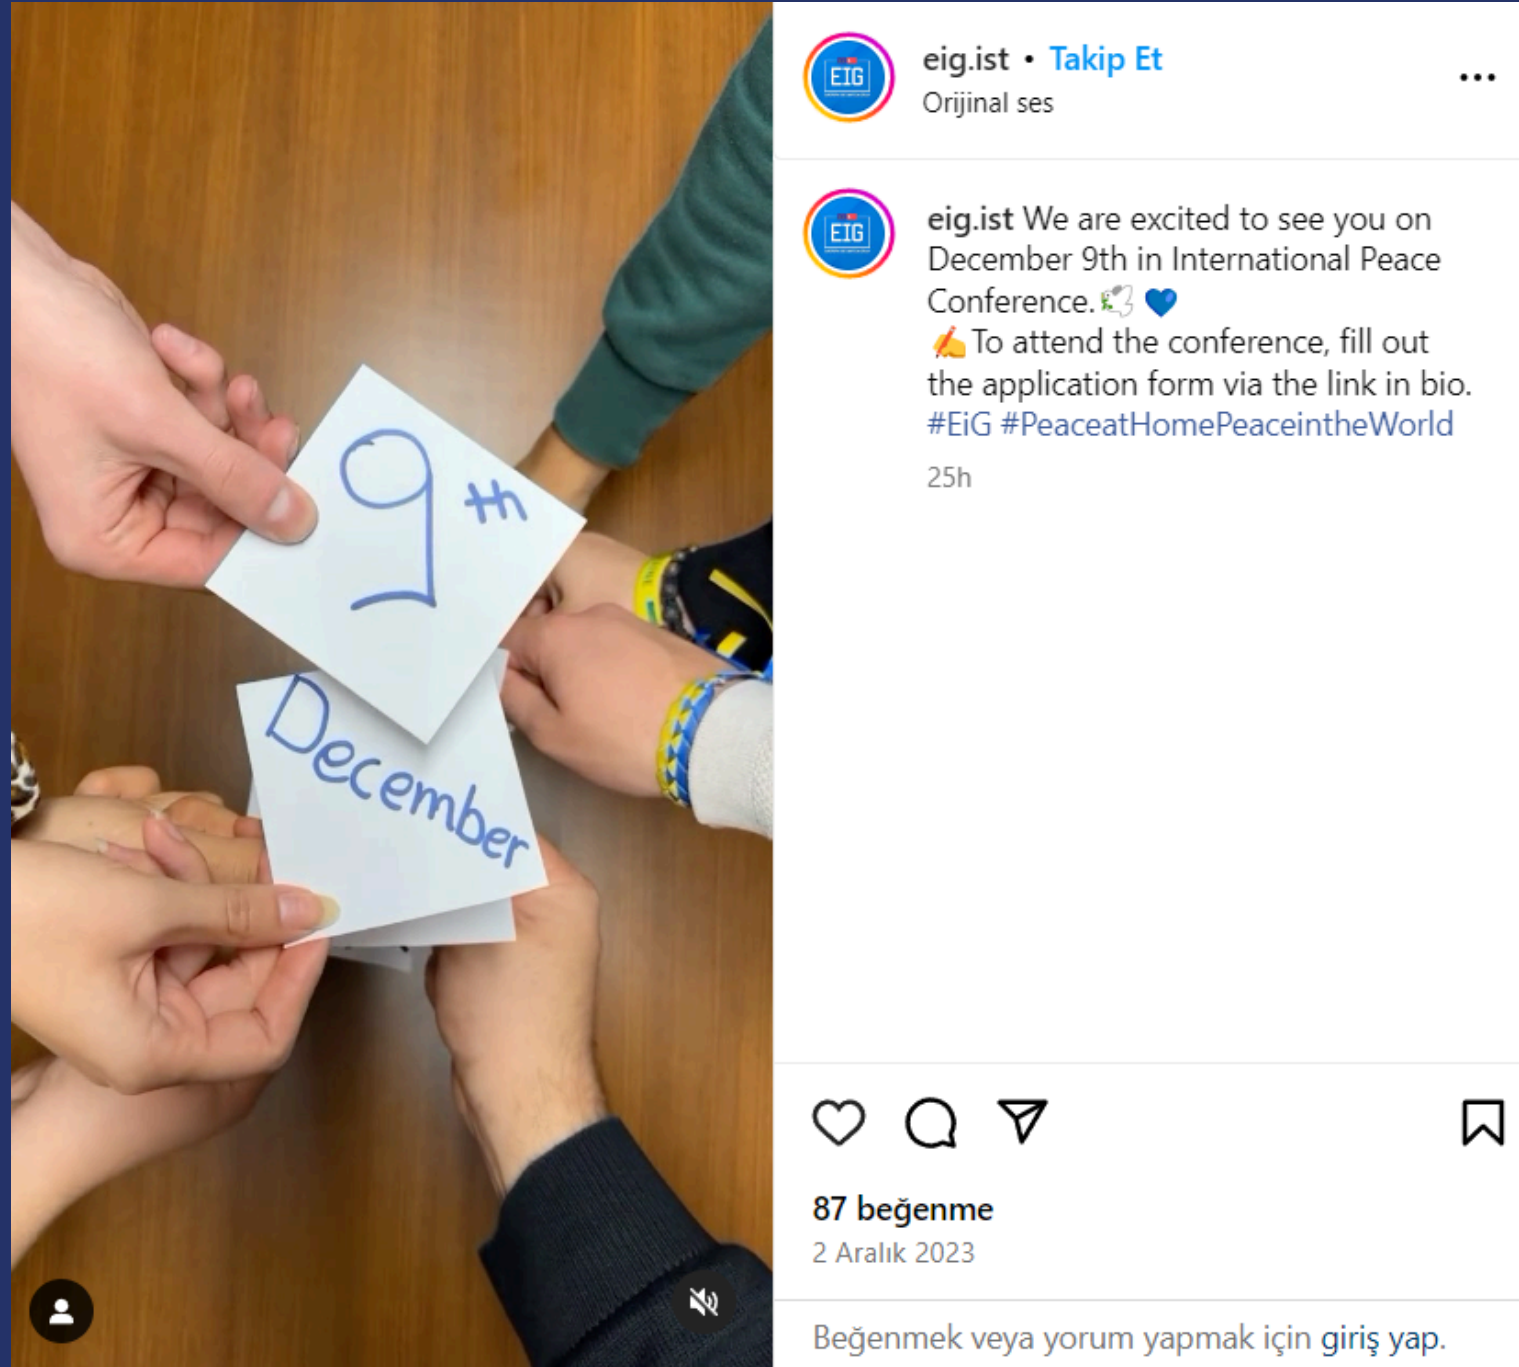 9th
December
EIG
eig.ist • Takip Et
Orijinal ses
EIG
eig.ist We are excited to see you on
December 9th in International Peace
Conference.🕊️ 💙
✍️To attend the conference, fill out
the application form via the link in bio.
#EiG #PeaceatHomePeaceintheWorld
25h
87 beğenme
2 Aralık 2023
Beğenmek veya yorum yapmak için giriş yap.